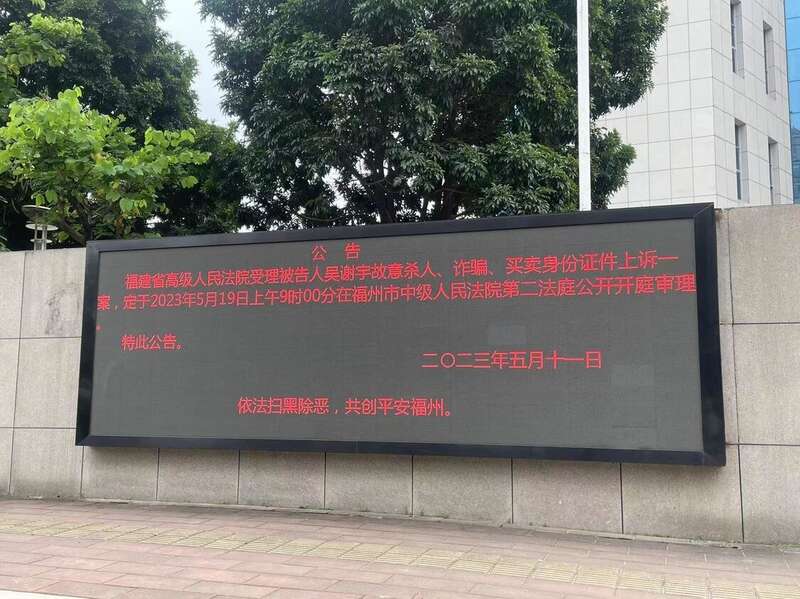 公 告
福建省高级人民法院受理被告人吴谢宇故意杀人、诈骗、买卖身份证件上诉一
案，定于2023年5月19日上午9时00分在福州市中级人民法院第二法庭公开开庭审理
。
特此公告。
二〇二三年五月十一日
依法扫黑除恶，共创平安福州。